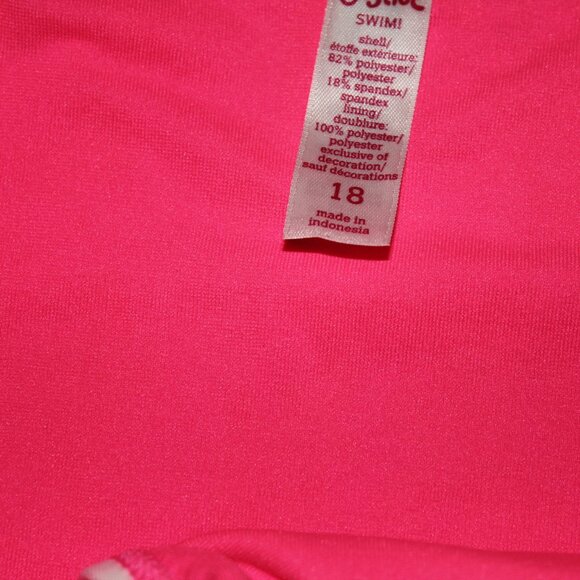 SWIM!
shell/
étoffe extérieure:
82% polyester/
polyester
18% spandex/
spandex
lining/
doublure:
100% polyester/
polyester
exclusive of
decoration/
sauf décorations
18
made in
indonesia